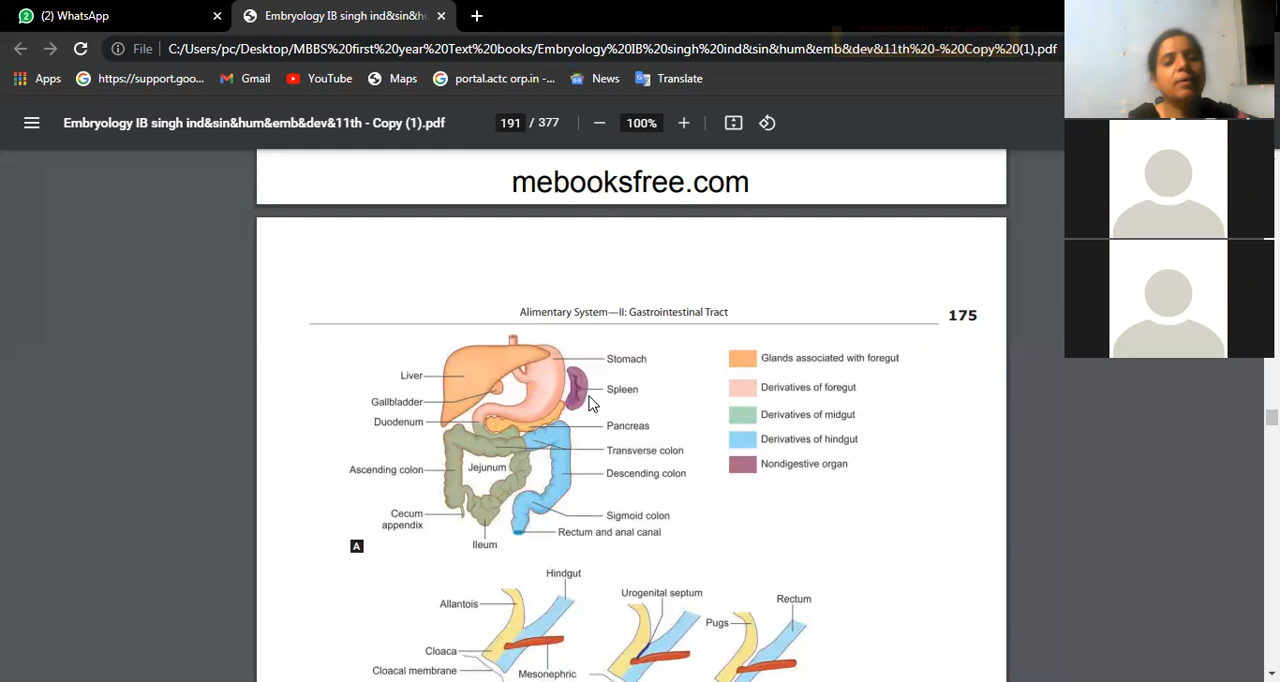 2
(2) WhatsApp
Embryology IB singh ind&sin&hu
File
C:/Users/pc/Desktop/MBBS%20first%20year%20Text%20books/Embryology%20IB%20singh%20ind&sin&hum&emb&dev&11th%20-%20Copy%20(1).pdf
Apps
https://support.goo...
Gmail
YouTube
Maps
portal.actc orp.in -...
News
Translate
Embryology IB singh ind&sin&hum&emb&dev&11th - Copy (1).pdf
191 / 377
100%
mebooksfree.com
Alimentary System—II: Gastrointestinal Tract
175
Liver
Gallbladder
Duodenum
Ascending colon
Cecum
appendix
Jejunum
Ileum
Stomach
Spleen
Pancreas
Transverse colon
Descending colon
Sigmoid colon
Rectum and anal canal
Glands associated with foregut
Derivatives of foregut
Derivatives of midgut
Derivatives of hindgut
Nondigestive organ
A
Hindgut
Allantois
Cloaca
Cloacal membrane
Mesonephric
Urogenital septum
Pugs
Rectum